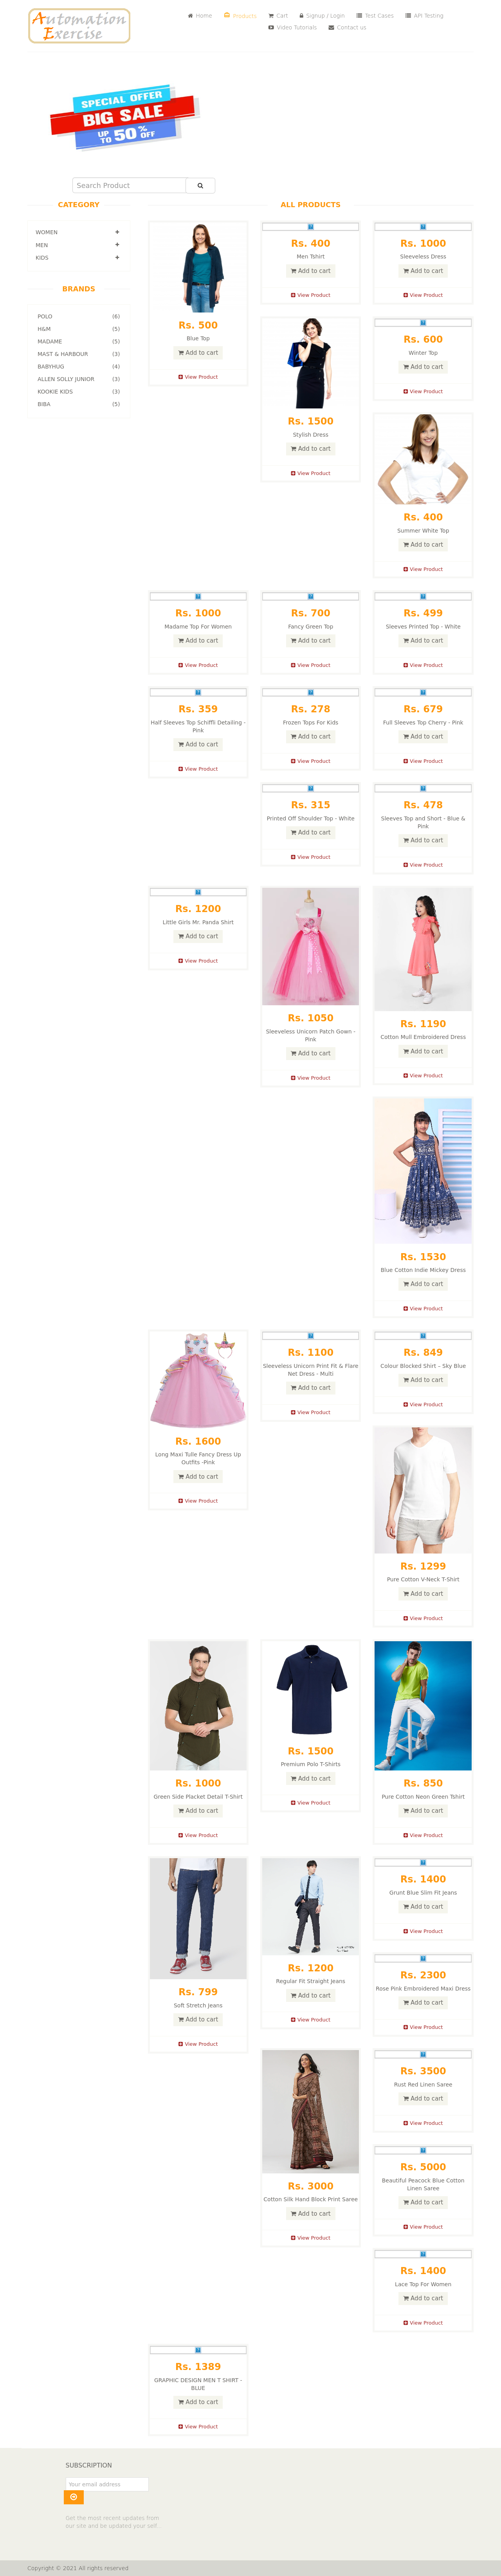 Automation
Exercise
Home
Products
Cart
Signup / Login
Test Cases
API Testing
Video Tutorials
Contact us
SPECIAL OFFER
BIG SALE
UP TO 50% OFF
Search Product
CATEGORY
WOMEN
MEN
KIDS
BRANDS
POLO (6)
H&M (5)
MADAME (5)
MAST & HARBOUR (3)
BABYHUG (4)
ALLEN SOLLY JUNIOR (3)
KOOKIE KIDS (3)
BIBA (5)
ALL PRODUCTS
Rs. 500
Blue Top
Add to cart
View Product
Rs. 400
Men Tshirt
Add to cart
View Product
Rs. 1000
Sleeveless Dress
Add to cart
View Product
Rs. 1500
Stylish Dress
Add to cart
View Product
Rs. 600
Winter Top
Add to cart
View Product
Rs. 400
Summer White Top
Add to cart
View Product
Rs. 1000
Madame Top For Women
Add to cart
View Product
Rs. 700
Fancy Green Top
Add to cart
View Product
Rs. 499
Sleeves Printed Top - White
Add to cart
View Product
Rs. 359
Half Sleeves Top Schiffli Detailing -
Pink
Add to cart
View Product
Rs. 278
Frozen Tops For Kids
Add to cart
View Product
Rs. 679
Full Sleeves Top Cherry - Pink
Add to cart
View Product
Rs. 315
Printed Off Shoulder Top - White
Add to cart
View Product
Rs. 478
Sleeves Top and Short - Blue &
Pink
Add to cart
View Product
Rs. 1200
Little Girls Mr. Panda Shirt
Add to cart
View Product
Rs. 1050
Sleeveless Unicorn Patch Gown -
Pink
Add to cart
View Product
Rs. 1190
Cotton Mull Embroidered Dress
Add to cart
View Product
Rs. 1530
Blue Cotton Indie Mickey Dress
Add to cart
View Product
Rs. 1600
Long Maxi Tulle Fancy Dress Up
Outfits -Pink
Add to cart
View Product
Rs. 1100
Sleeveless Unicorn Print Fit & Flare
Net Dress - Multi
Add to cart
View Product
Rs. 849
Colour Blocked Shirt – Sky Blue
Add to cart
View Product
Rs. 1299
Pure Cotton V-Neck T-Shirt
Add to cart
View Product
Rs. 1000
Green Side Placket Detail T-Shirt
Add to cart
View Product
Rs. 1500
Premium Polo T-Shirts
Add to cart
View Product
Rs. 850
Pure Cotton Neon Green Tshirt
Add to cart
View Product
Rs. 799
Soft Stretch Jeans
Add to cart
View Product
Rs. 1200
Regular Fit Straight Jeans
Add to cart
View Product
Rs. 1400
Grunt Blue Slim Fit Jeans
Add to cart
View Product
Rs. 2300
Rose Pink Embroidered Maxi Dress
Add to cart
View Product
Rs. 3500
Rust Red Linen Saree
Add to cart
View Product
Rs. 3000
Cotton Silk Hand Block Print Saree
Add to cart
View Product
Rs. 5000
Beautiful Peacock Blue Cotton
Linen Saree
Add to cart
View Product
Rs. 1400
Lace Top For Women
Add to cart
View Product
Rs. 1389
GRAPHIC DESIGN MEN T SHIRT -
BLUE
Add to cart
View Product
SUBSCRIPTION
Your email address
Get the most recent updates from
our site and be updated your self...
Copyright © 2021 All rights reserved